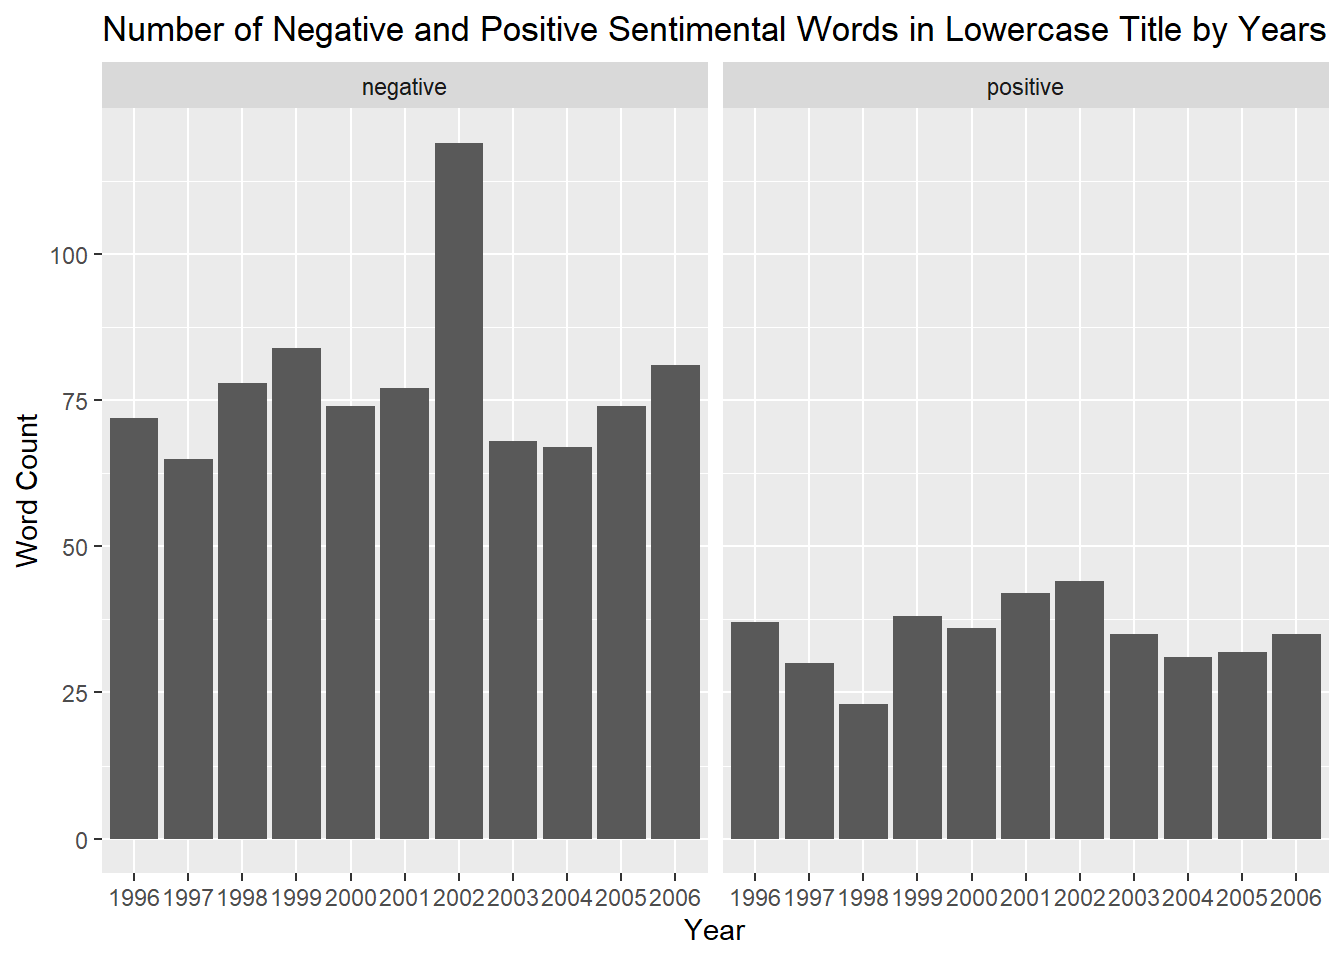 Number of Negative and Positive Sentimental Words in Lowercase Title by Years
negative
positive
Word Count
100
75
50
25
0
1996 1997 1998 1999 2000 2001 2002 2003 2004 2005 2006
1996 1997 1998 1999 2000 2001 2002 2003 2004 2005 2006
Year